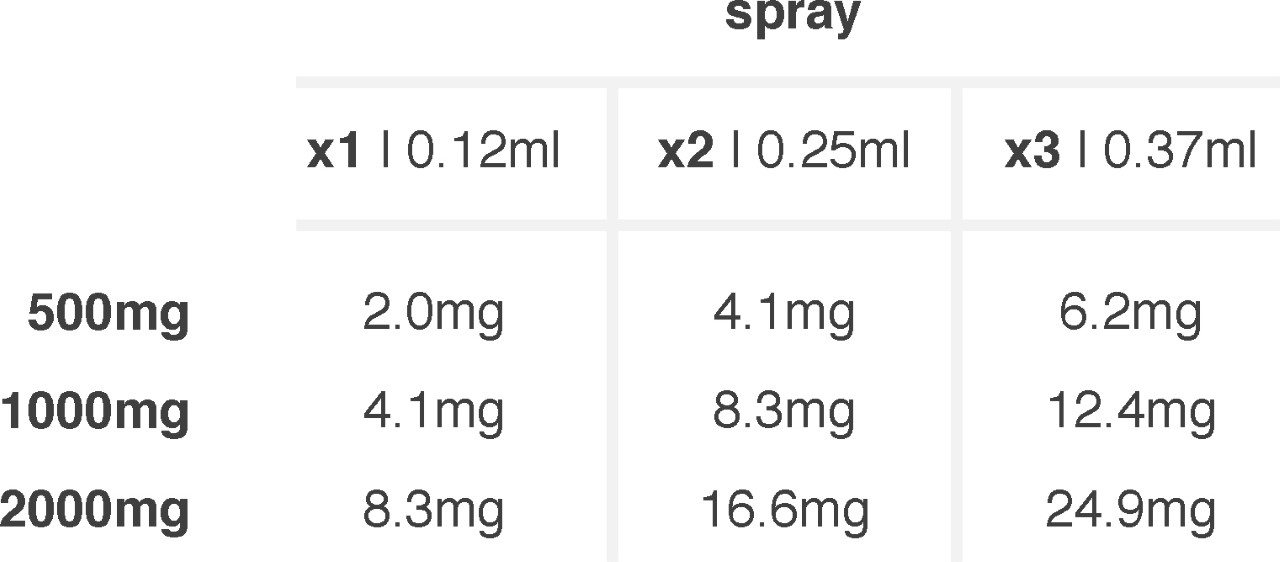 spray
x1 | 0.12ml x2 | 0.25ml x3 | 0.37ml
500mg 2.0mg 4.1mg 6.2mg
1000mg 4.1mg 8.3mg 12.4mg
2000mg 8.3mg 16.6mg 24.9mg